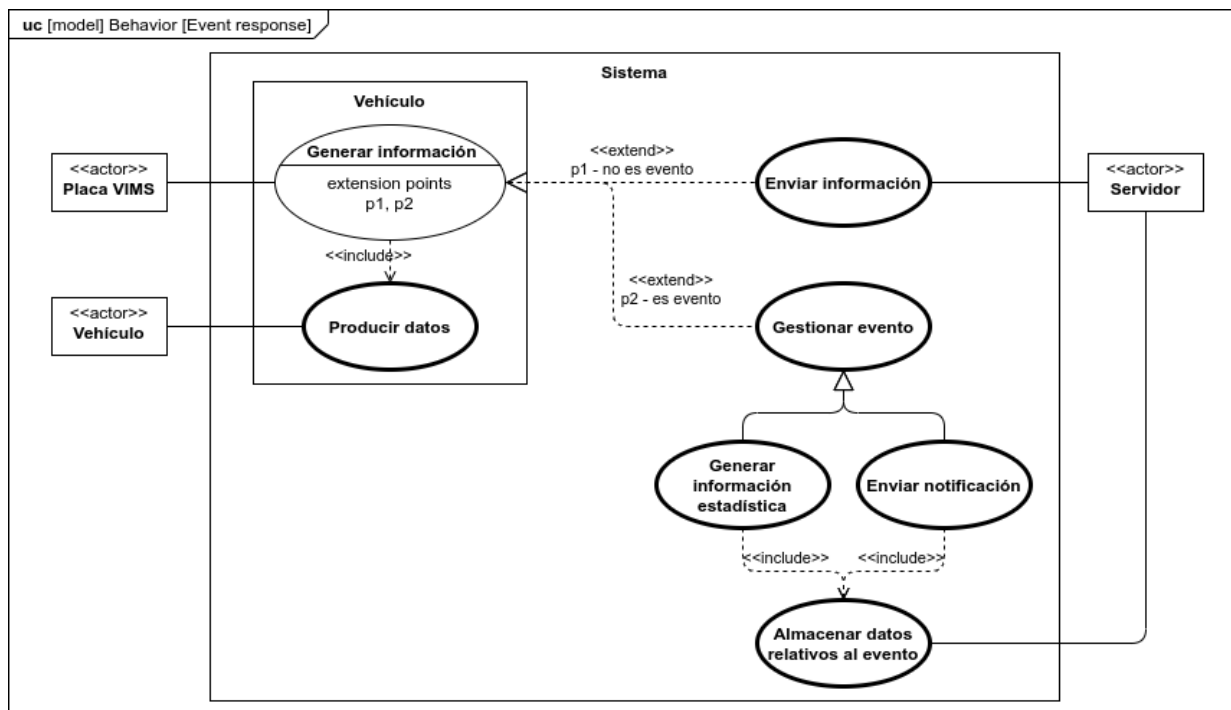 uc [model] Behavior [Event response]
Sistema
Vehículo
Generar información
extension points
p1, p2
<<actor>>
Placa VIMS
<<extend>>
p1 - no es evento
Enviar información
<<actor>>
Servidor
<<include>>
<<extend>>
p2 - es evento
<<actor>>
Vehículo
Producir datos
Gestionar evento
Generar
información
estadística
Enviar notificación
<<include>>
<<include>>
Almacenar datos
relativos al evento